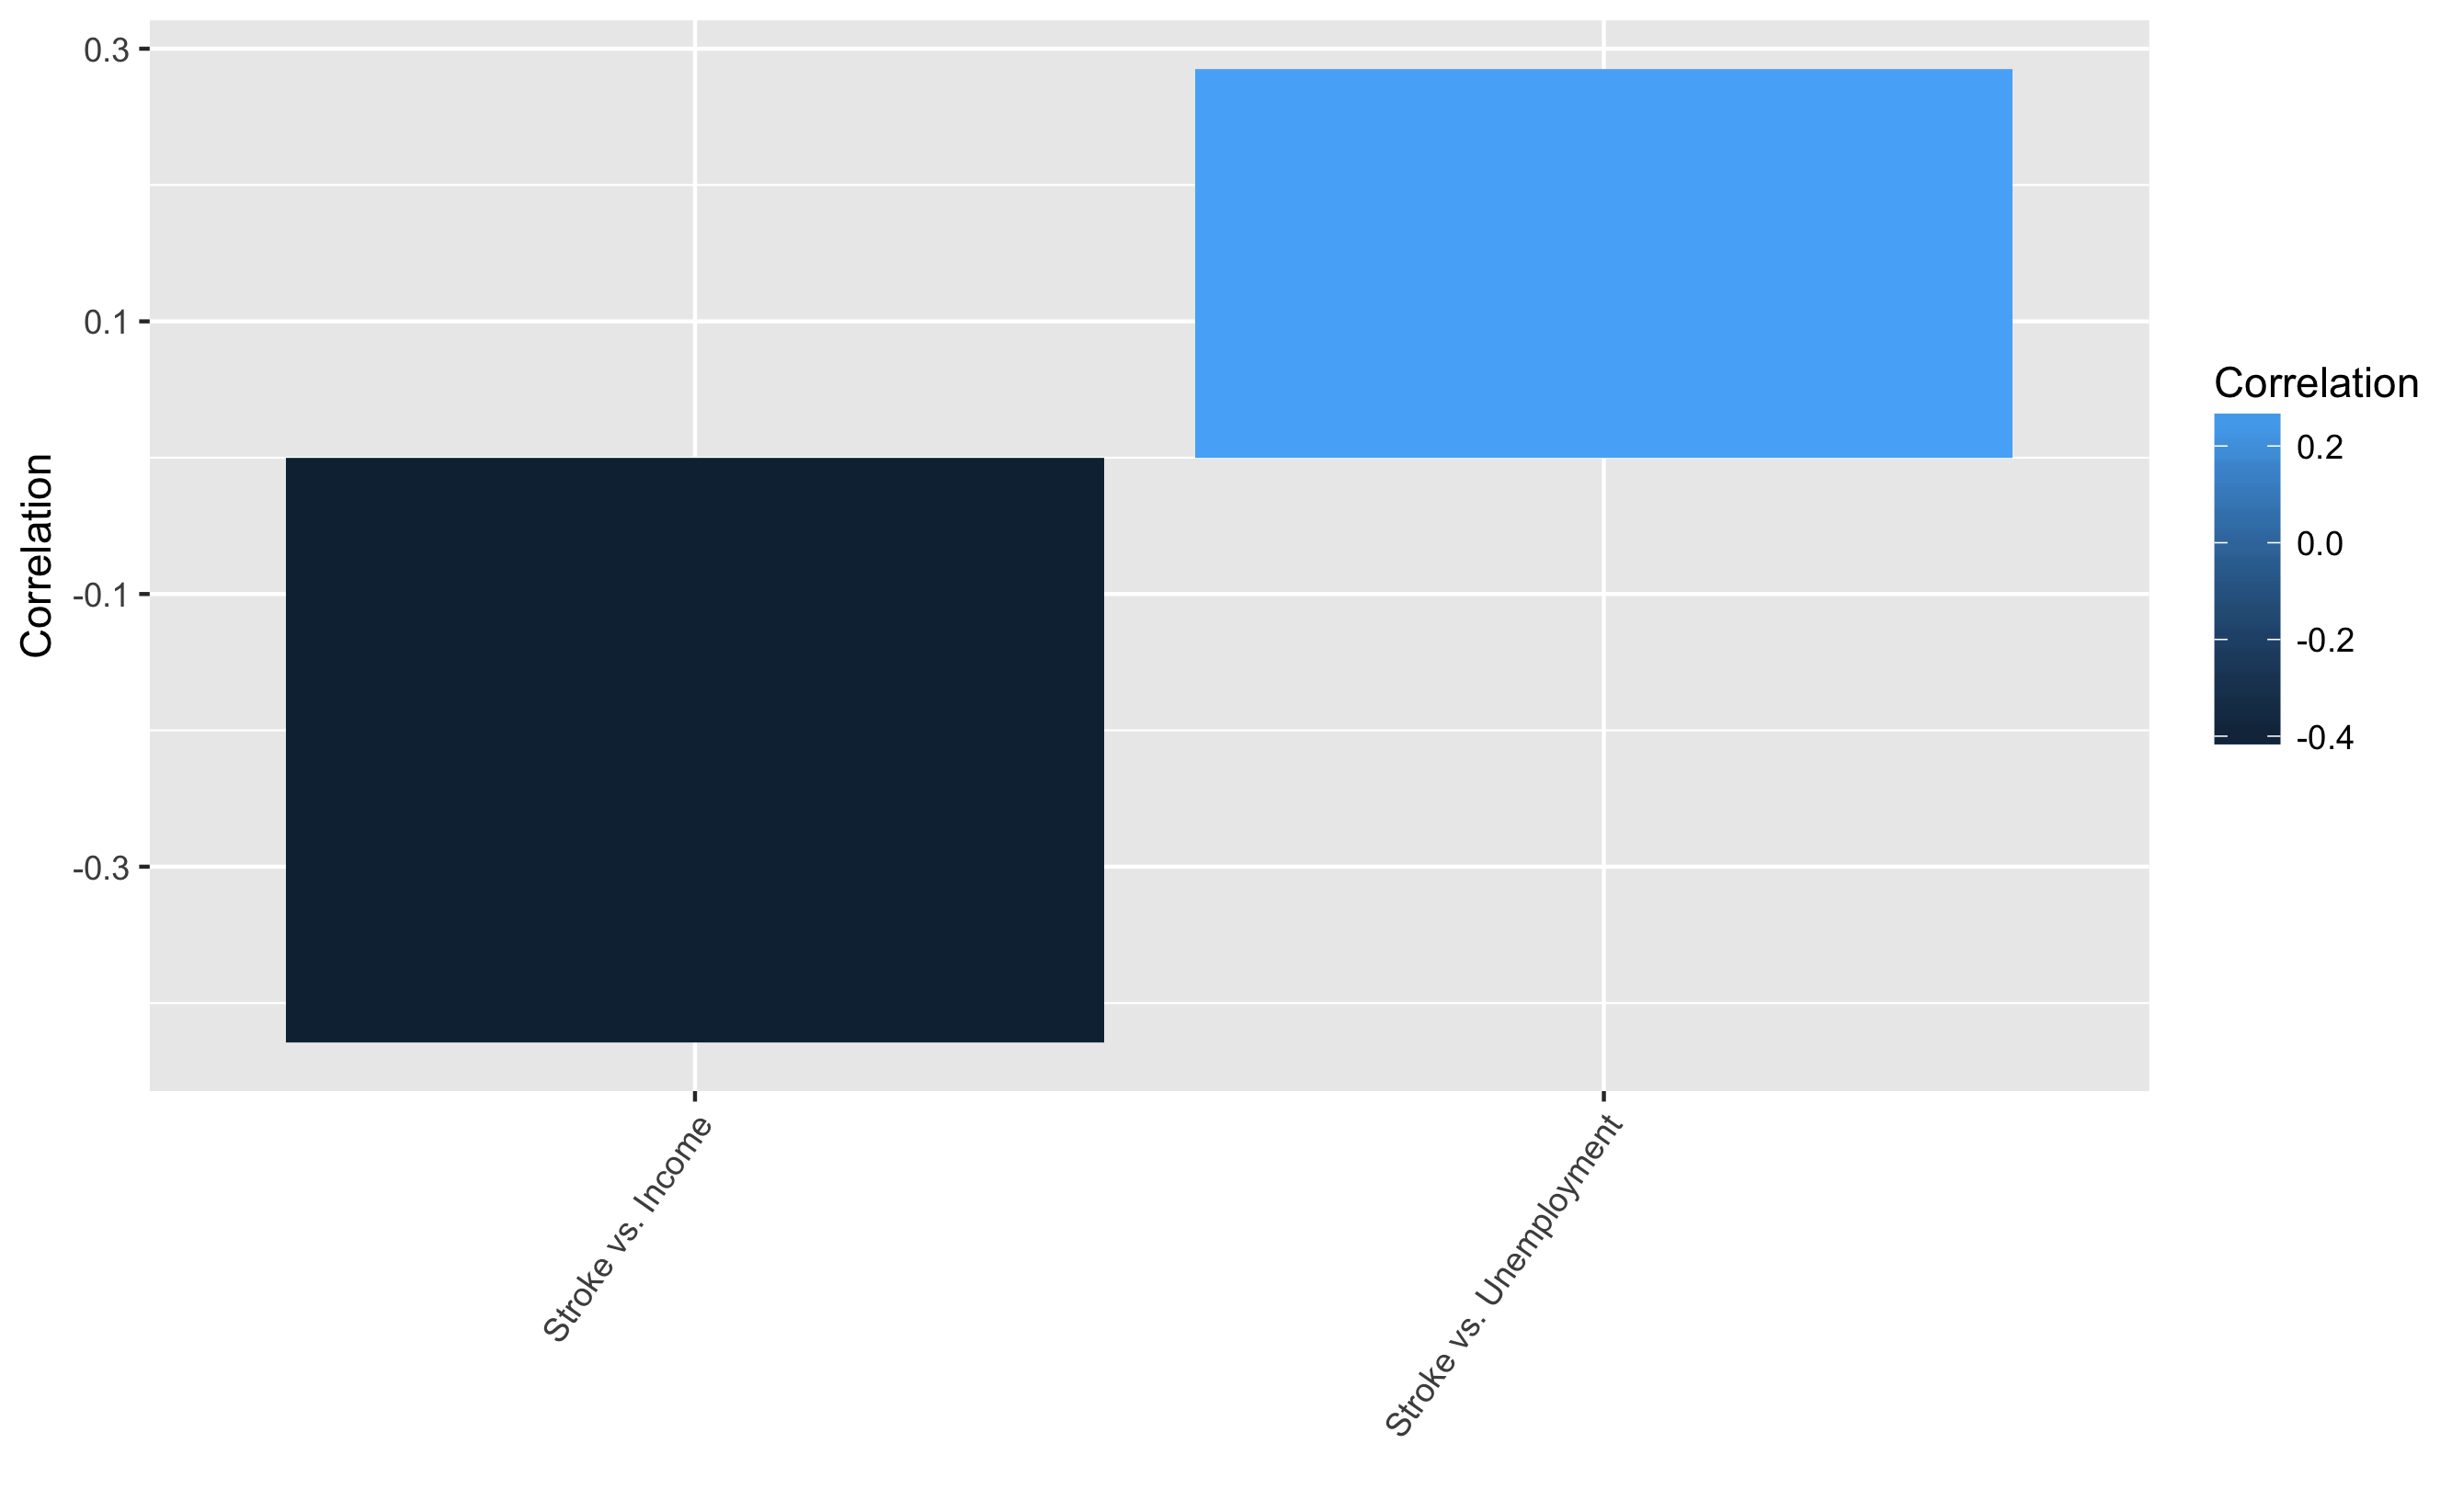 0.3
0.1
-0.1
-0.3
Correlation
Stroke vs. Income
Stroke vs. Unemployment
Correlation
0.2
0.0
-0.2
-0.4